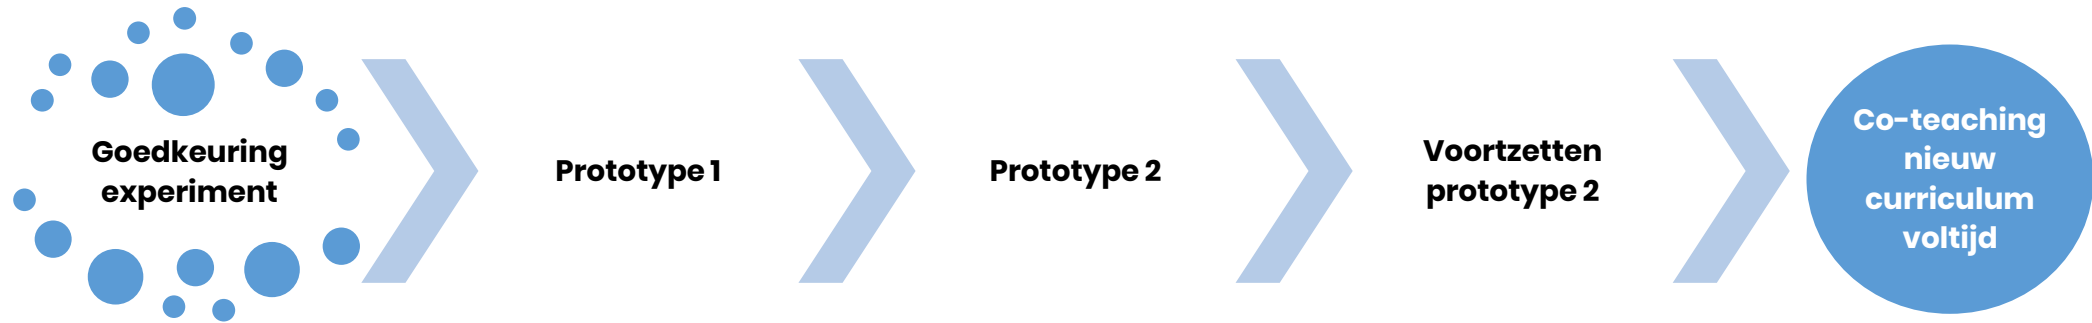 Goedkeuring
experiment
Prototype 1
Prototype 2
Voortzetten
prototype 2
Co-teaching
nieuw
curriculum
voltijd